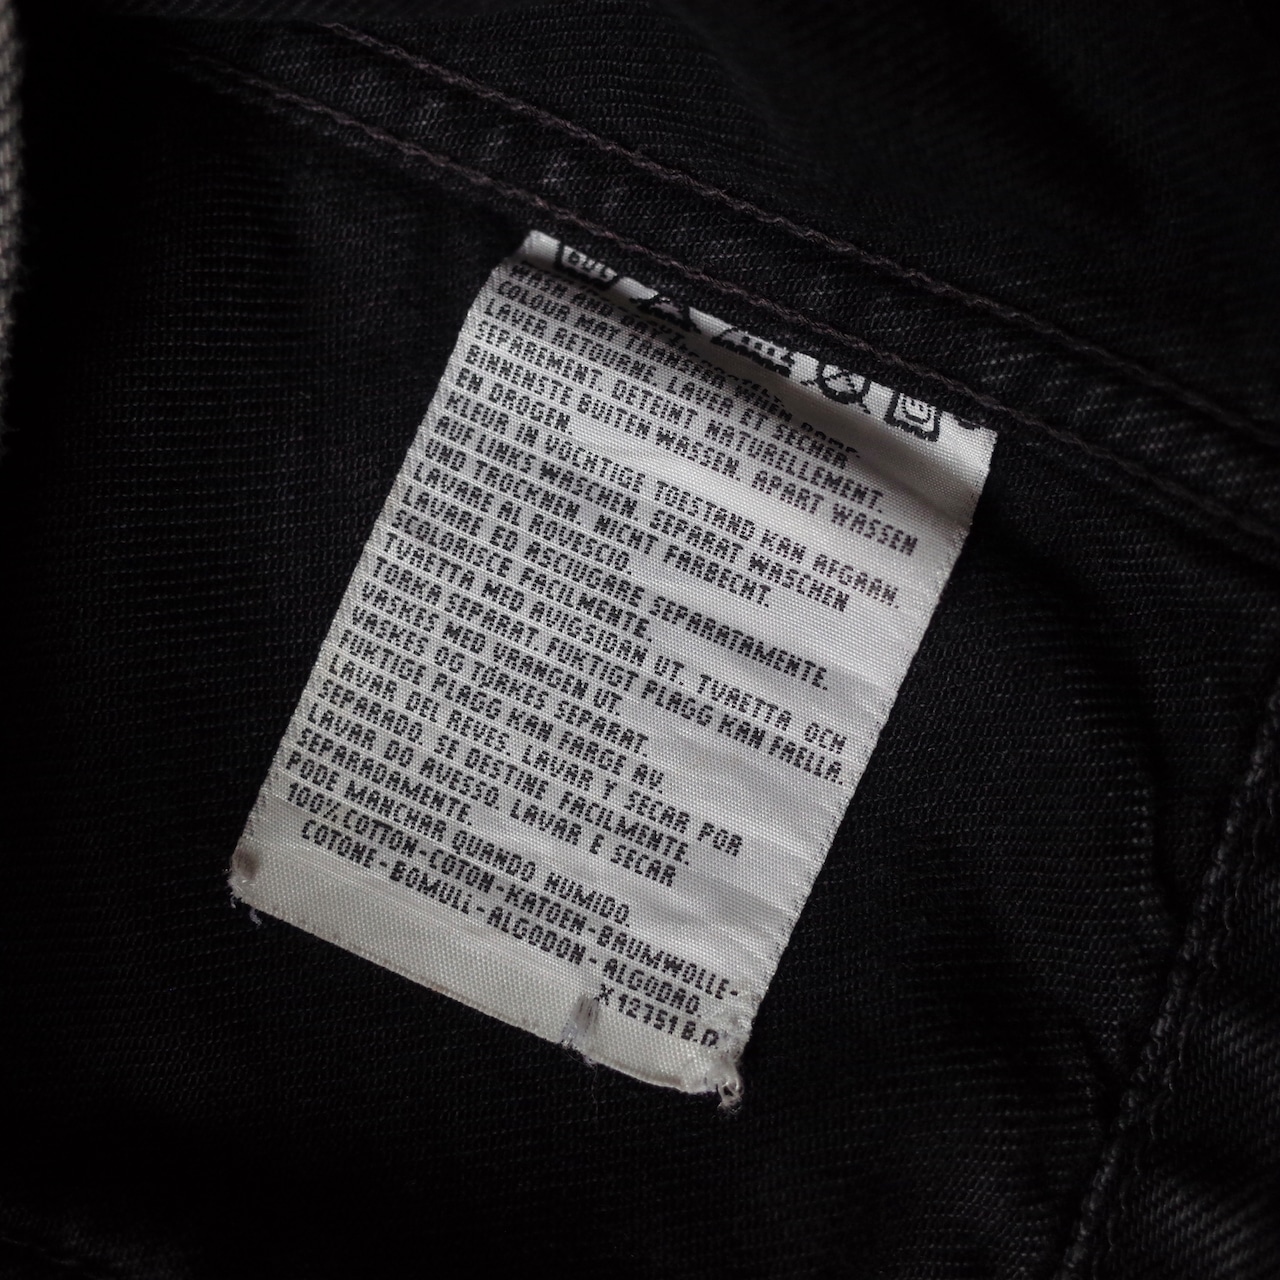 60°
WASH AND
COLOUR MAY TRANSFER WHEN
LAVER RETOURNE. LAVER ET SECHER
SEPAREMENT. DETEINT NATURELLEMENT.
BINNENSTE BUITEN WASSEN. APART WASSEN
EN DROGEN.
KLEUR IN VOCHTIGE TOESTAND KAN AFGAAN.
AUF LINKS WASCHEN. SEPARAT WASCHEN
UND TROCKNEN. NICHT FARBECHT.
LAVARE AL ROVESCIO.
LAVARE ED ASCIUGARE SEPARATAMENTE.
SCOLORISCE FACILMENTE.
TVAETTA MED AVIGSIDAN UT. TVAETTA OCH
TORKA SEPARAT. FUKTIGT PLAGG KAN FAELLA.
VASKES MED VRANGEN UT.
VASKES OG TORKES SEPARAT.
FUKTIGE PLAGG KAN FARGE AV.
LAVAR DEL REVES. LAVAR Y SECAR POR
SEPARADO. SE DESTINE FACILMENTE.
LAVAR DO AVESSO. LAVAR E SECAR
SEPARADAMENTE.
PODE MANCHAR QUANDO HUMIDO.
100% COTTON-COTON-KATOEN-BAUMWOLLE-
COTONE-BOMULL-ALGODON-ALGODAO.
X12751 B.D.